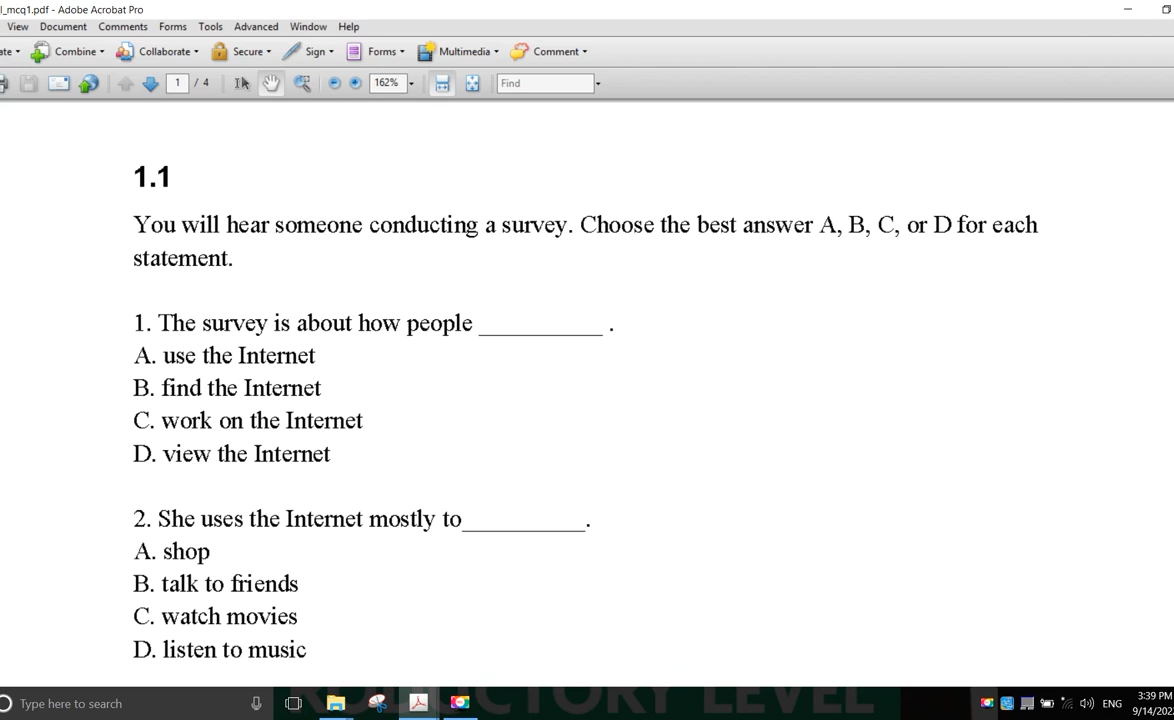 l_mcq1.pdf - Adobe Acrobat Pro
View Document Comments Forms Tools Advanced Window Help
ate Combine Collaborate Secure Sign Forms Multimedia Comment
1 / 4 162% Find
1.1
You will hear someone conducting a survey. Choose the best answer A, B, C, or D for each
statement.
1. The survey is about how people __________ .
A. use the Internet
B. find the Internet
C. work on the Internet
D. view the Internet
2. She uses the Internet mostly to__________.
A. shop
B. talk to friends
C. watch movies
D. listen to music
Type here to search
RODUCTORY LEVEL
ENG
3:39 PM
9/14/202